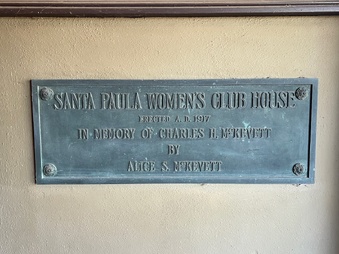 SANTA PAULA WOMEN'S CLUB HOUSE
ERECTED A. D. 1917
IN MEMORY OF CHARLES H. McKEVETT
BY
ALICE S. McKEVETT